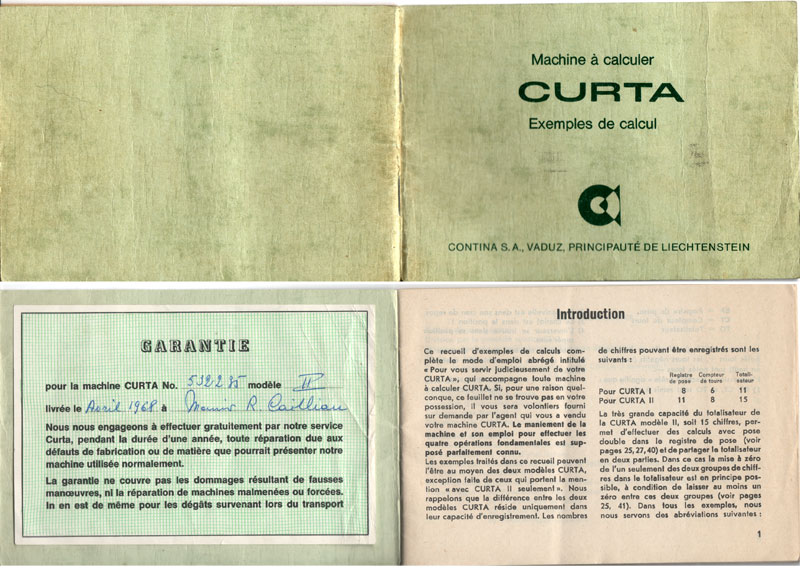 Machine à calculer
CURTA
Exemples de calcul
CONTINA S. A., VADUZ, PRINCIPAUTÉ DE LIECHTENSTEIN
GARANTIE
pour la machine CURTA No. modèle II
livrée le Avril 1968 à R. Cailliau
Nous nous engageons à effectuer gratuitement par notre service
Curta, pendant la durée d'une année, toute réparation due aux
défauts de fabrication ou de matière que pourrait présenter notre
machine utilisée normalement.
La garantie ne couvre pas les dommages résultant de fausses
manœuvres, ni la réparation de machines malmenées ou forcées.
In en est de même pour les dégâts survenant lors du transport
Introduction
Ce recueil d'exemples de calculs com-
plète le mode d'emploi abrégé intitulé
« Pour vous servir judicieusement de votre
CURTA », qui accompagne toute machine
à calculer CURTA. Si, pour une raison quel-
conque, ce feuillet ne se trouve pas en votre
possession, il vous sera volontiers fourni
sur demande par l'agent qui vous a vendu
votre machine CURTA. Le maniement de la
machine et son emploi pour effectuer les
quatre opérations fondamentales est sup-
posé parfaitement connu.
Les exemples traités dans ce recueil peuvent
l'être au moyen des deux modèles CURTA,
exception faite de ceux qui portent la men-
tion « avec CURTA II seulement ». Nous
rappelons que la différence entre les deux
modèles CURTA réside uniquement dans
leur capacité d'enregistrement. Les nombres
de chiffres pouvant être enregistrés sont les
suivants :
Registre Compteur Totali-
de pose de tours sateur
Pour CURTA I 8 6 11
Pour CURTA II 11 8 15
La très grande capacité du totalisateur de
la CURTA modèle II, soit 15 chiffres, per-
met d'effectuer des calculs avec pose
double dans le registre de pose (voir
pages 25, 27, 40) et de partager le totalisateur
en deux parties. Dans ce cas la mise à zéro
de l'un seulement des deux groupes de chiff-
res dans le totalisateur est en principe pos-
sible, à condition de laisser au moins un
zéro entre ces deux groupes (voir pages
25, 41). Dans tous les exemples, nous
nous servons des abréviations suivantes :
1